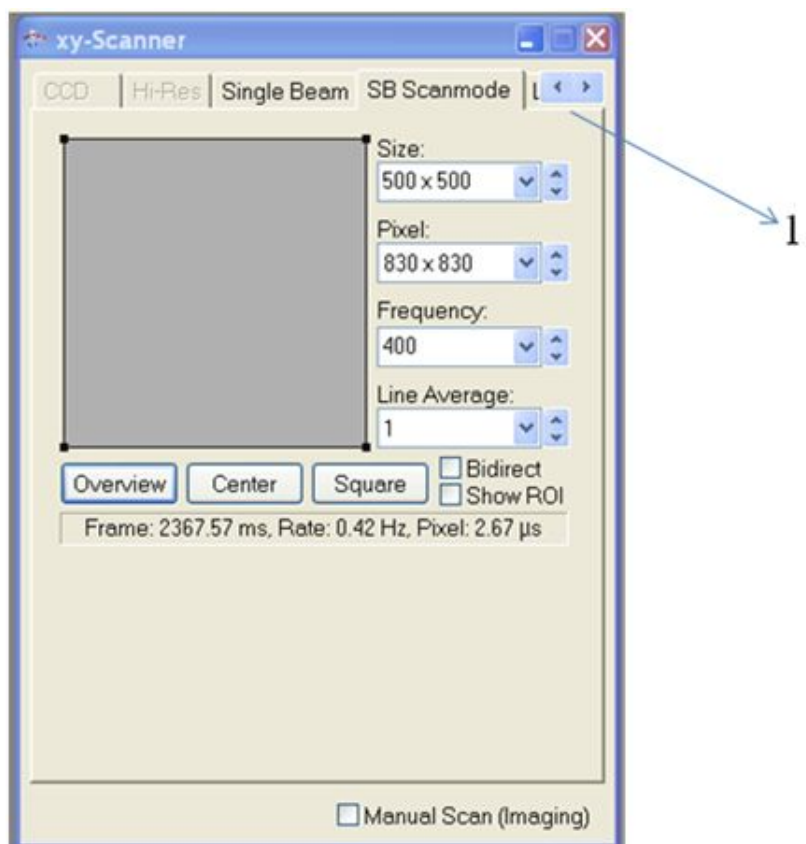 xy-Scanner
CCD Hi-Res Single Beam SB Scanmode L
Size:
500 x 500
1
Pixel:
830 x 830
Frequency:
400
Line Average:
1
Overview Center Square Bidirect
Show ROI
Frame: 2367.57 ms, Rate: 0.42 Hz, Pixel: 2.67 µs
Manual Scan (Imaging)